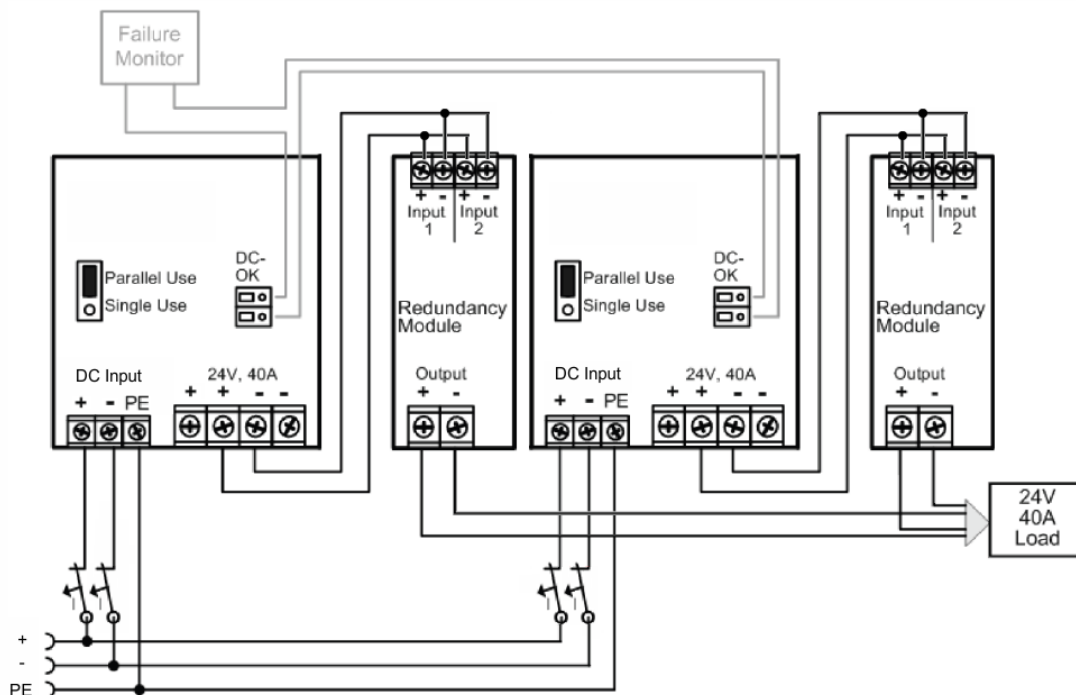 Failure
Monitor
+ - + -
Input Input
1 2
+ - + -
Input Input
1 2
DC-
OK
Parallel Use
Single Use
Redundancy
Module
DC-
OK
Parallel Use
Single Use
Redundancy
Module
DC Input
+ - PE
24V, 40A
+ + - -
Output
+ -
DC Input
+ - PE
24V, 40A
+ + - -
Output
+ -
24V
40A
Load
I I
I I
+
-
PE